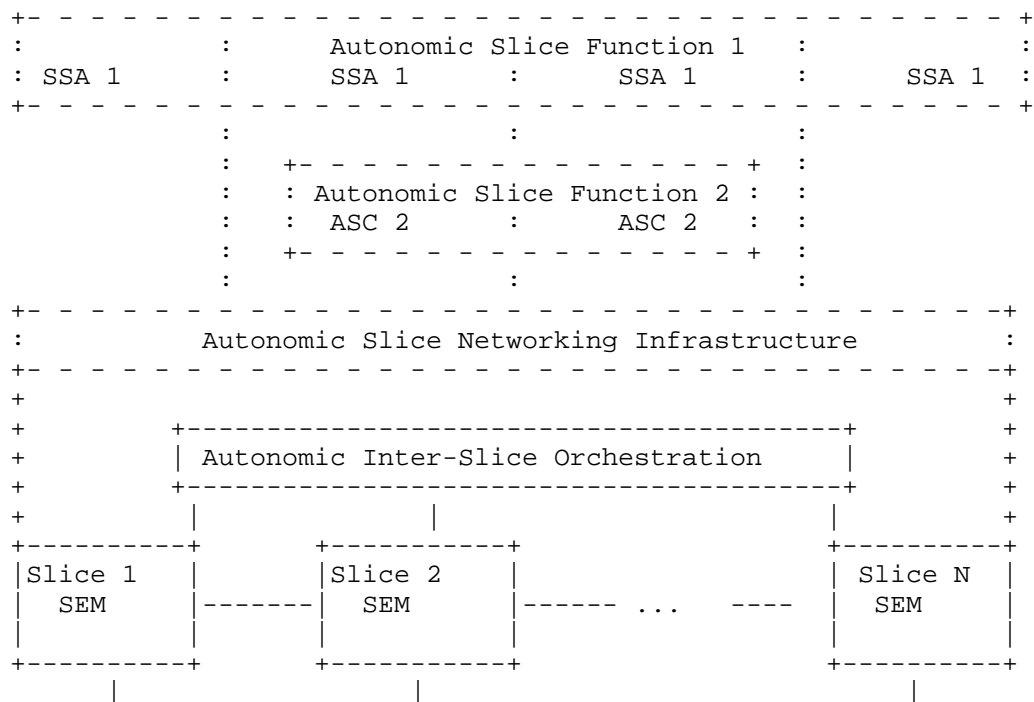 +- - - - - - - - - - - - - - - - - - - - - - - - - - - - - - - - - - - +
:           :      Autonomic Slice Function 1   :             :
: SSA 1     :      SSA 1      :     SSA 1       :      SSA 1  :
+- - - - - - - - - - - - - - - - - - - - - - - - - - - - - - - - - - - +
:                 :                 :
:   +- - - - - - - - - - - - - - - +  :
:   : Autonomic Slice Function 2 :  :
:   :  ASC 2      :      ASC 2   :  :
:   +- - - - - - - - - - - - - - - +  :
:                 :                 :
+- - - - - - - - - - - - - - - - - - - - - - - - - - - - - - - - - - -+
:          Autonomic Slice Networking Infrastructure         :
+- - - - - - - - - - - - - - - - - - - - - - - - - - - - - - - - - - -+
+                                                            +
+         +-----------------------------------------+         +
+         | Autonomic Inter-Slice Orchestration     |         +
+         +-----------------------------------------+         +
+          |              |                        |          +
+----------+       +-----------+                   +----------+
|Slice 1   |       |Slice 2    |                   | Slice N  |
|  SEM     |-------|  SEM      |------ ...   ----  |  SEM     |
|          |       |           |                   |          |
+----------+       +-----------+                   +----------+
|                  |                              |